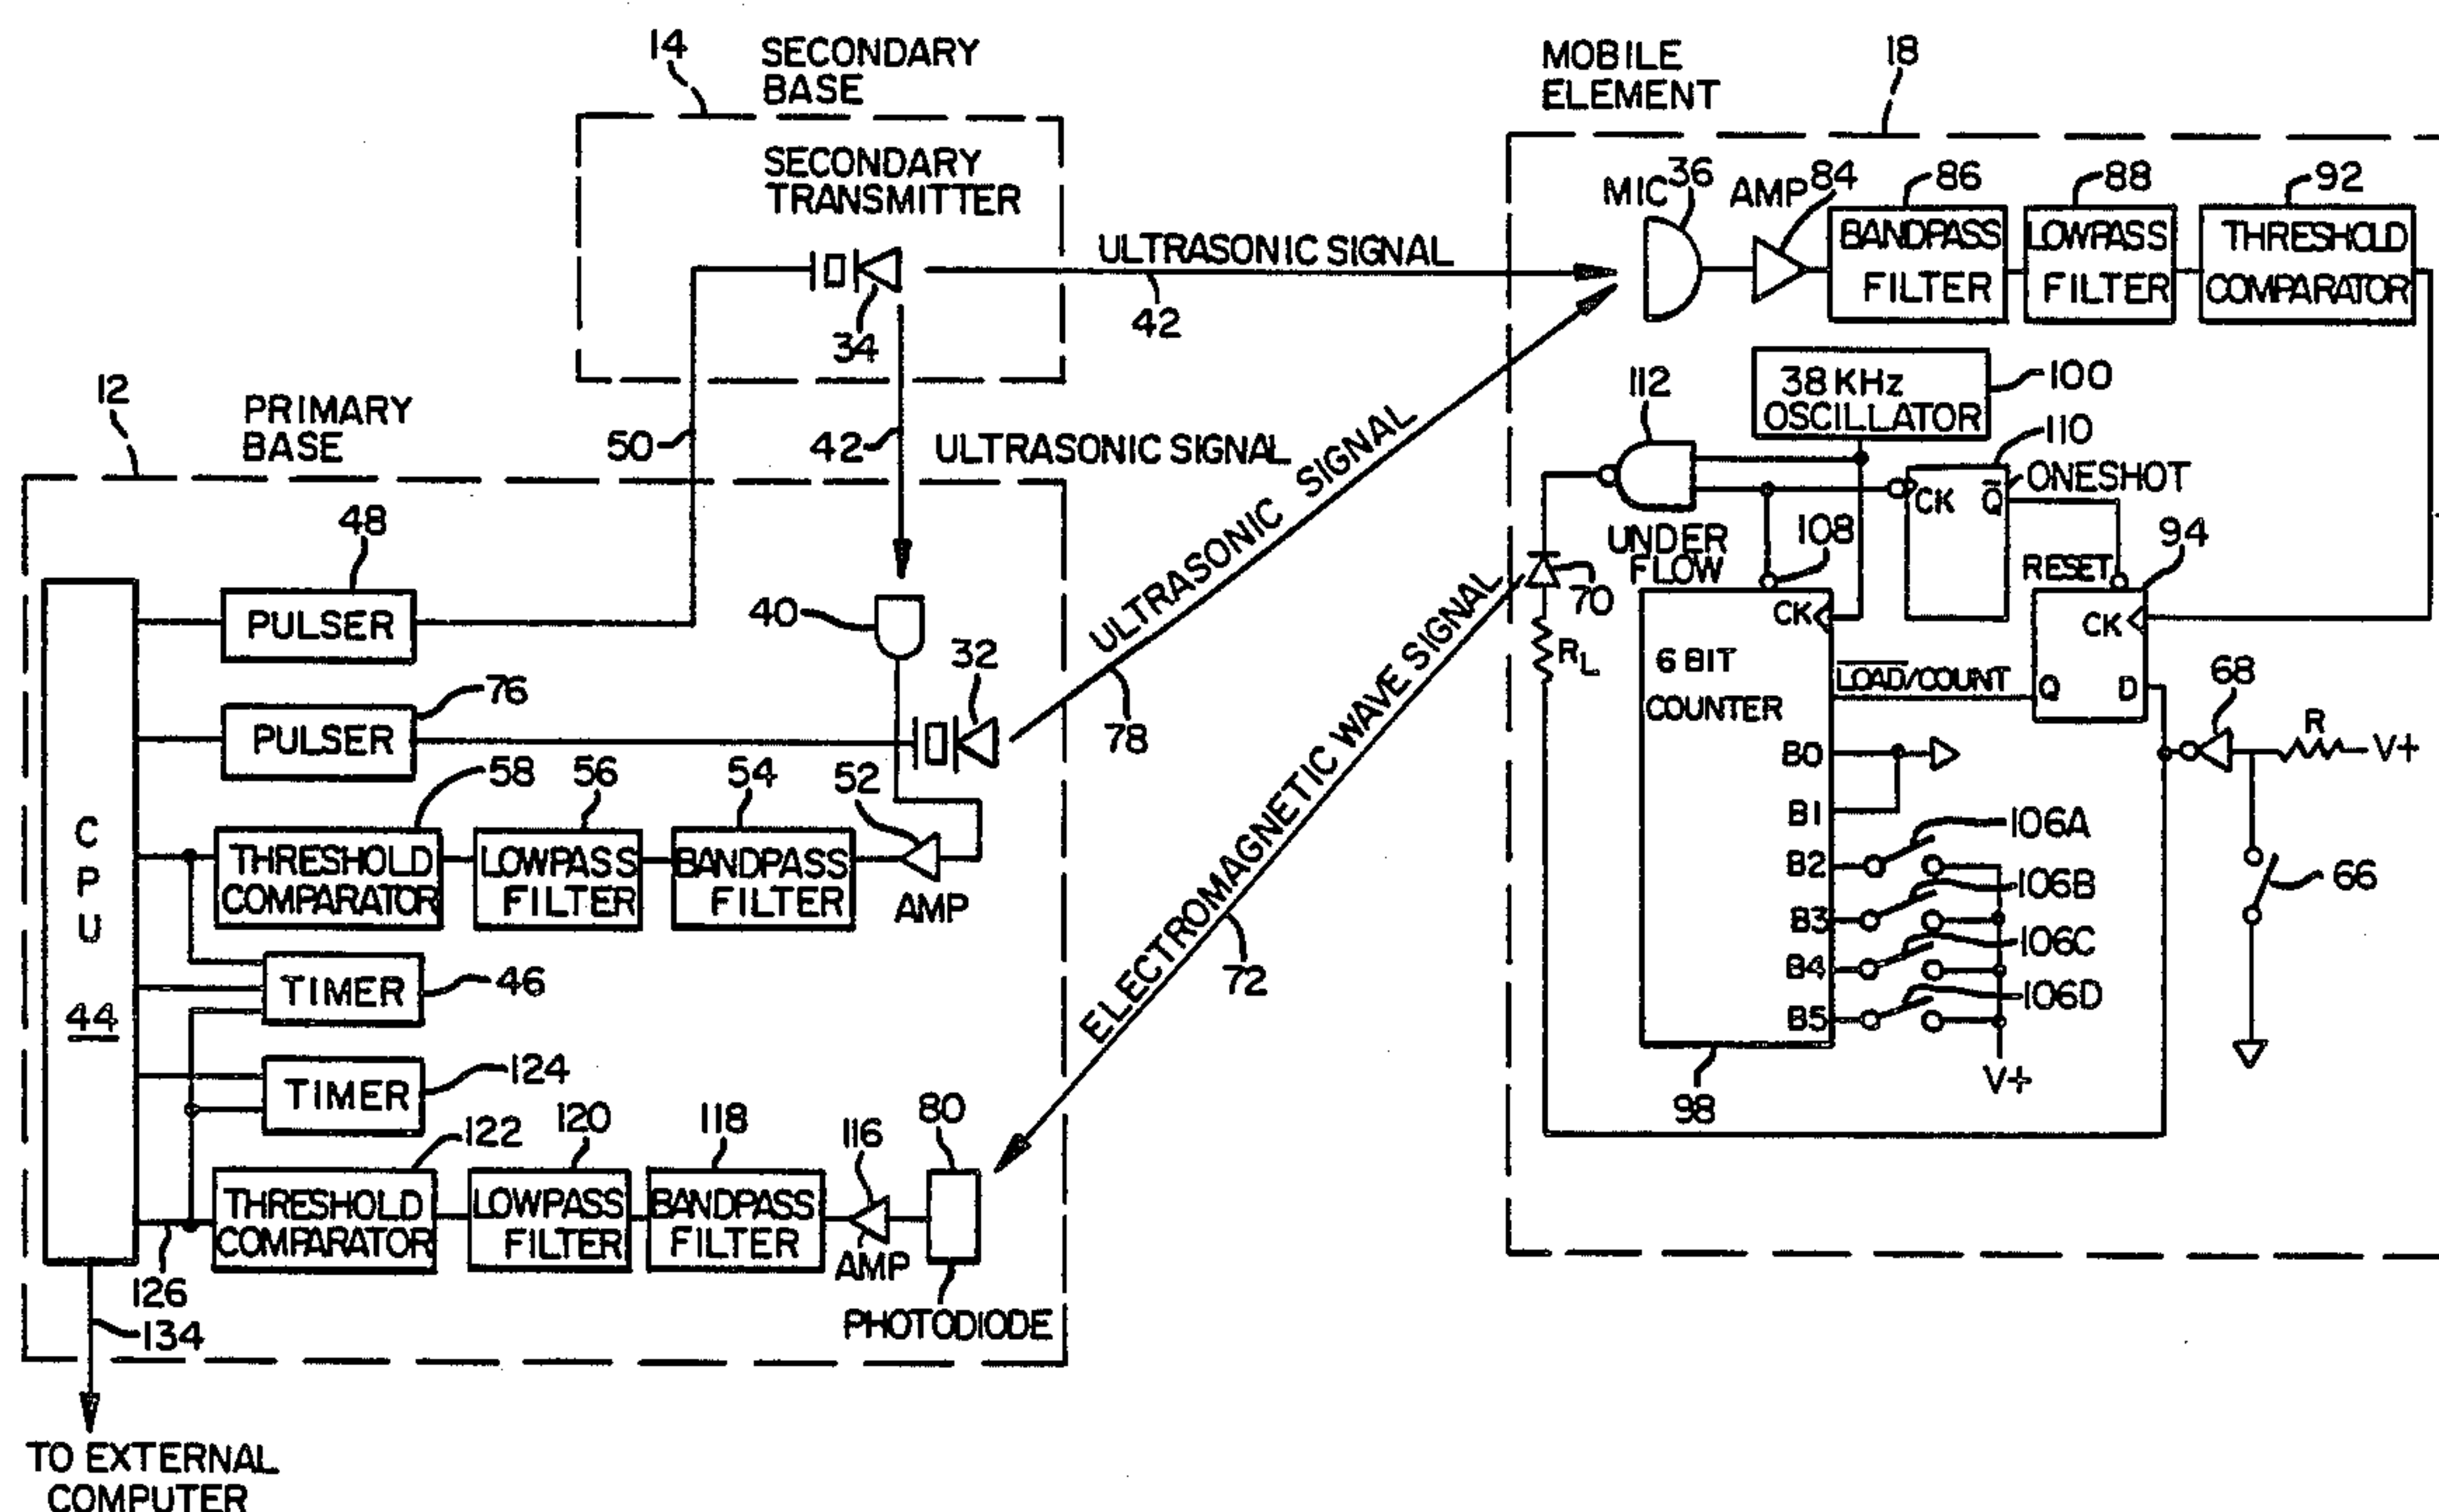 14
SECONDARY
BASE
SECONDARY
TRANSMITTER
34
ULTRASONIC SIGNAL
42
50
42
ULTRASONIC SIGNAL
12
PRIMARY
BASE
48
PULSER
76
PULSER
40
32
ULTRASONIC SIGNAL
78
58
56
54
52
THRESHOLD
COMPARATOR
LOWPASS
FILTER
BANDPASS
FILTER
AMP
C
P
U
44
TIMER
46
TIMER
124
ELECTROMAGNETIC WAVE SIGNAL
72
122
120
118
116
80
THRESHOLD
COMPARATOR
LOWPASS
FILTER
BANDPASS
FILTER
AMP
PHOTODIODE
126
134
TO EXTERNAL
COMPUTER
MOBILE
ELEMENT
18
MIC
36
AMP
84
86
88
92
BANDPASS
FILTER
LOWPASS
FILTER
THRESHOLD
COMPARATOR
38 KHz
OSCILLATOR
100
112
110
CK
Q̅
ONESHOT
UNDER
FLOW
108
70
RL
RESET
94
CK
CK
6 BIT
COUNTER
L̅O̅A̅D̅/COUNT
Q
D
68
R
V+
B0
B1
B2
B3
B4
B5
106A
106B
106C
106D
66
V+
98